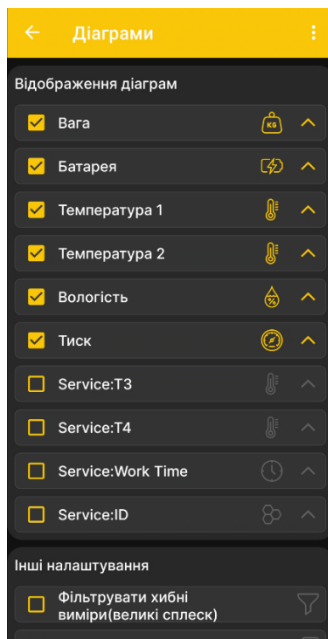 Діаграми
Відображення діаграм
Вага
KG
Батарея
Температура 1
Температура 2
Вологість
%
Тиск
Service:T3
Service:T4
Service:Work Time
Service:ID
Інші налаштування
Фільтрувати хибні
виміри(великі сплеск)